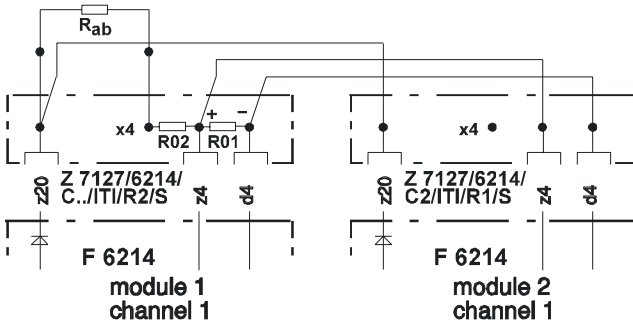 Rab
x4
+
−
R02
R01
x4
z20
Z 7127/6214/
C../ITI/R2/S
z4
d4
z20
Z 7127/6214/
C2/ITI/R1/S
z4
d4
F 6214
F 6214
module 1
channel 1
module 2
channel 1